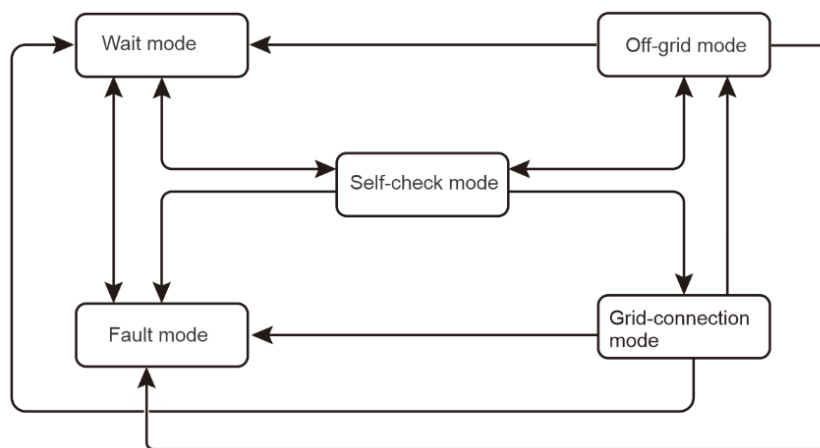 Wait mode
Off-grid mode
Self-check mode
Fault mode
Grid-connection
mode